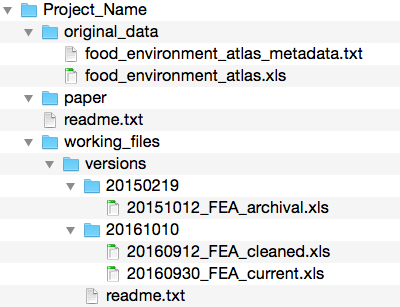 Project_Name
original_data
food_environment_atlas_metadata.txt
food_environment_atlas.xls
paper
readme.txt
working_files
versions
20150219
20151012_FEA_archival.xls
20161010
20160912_FEA_cleaned.xls
20160930_FEA_current.xls
readme.txt